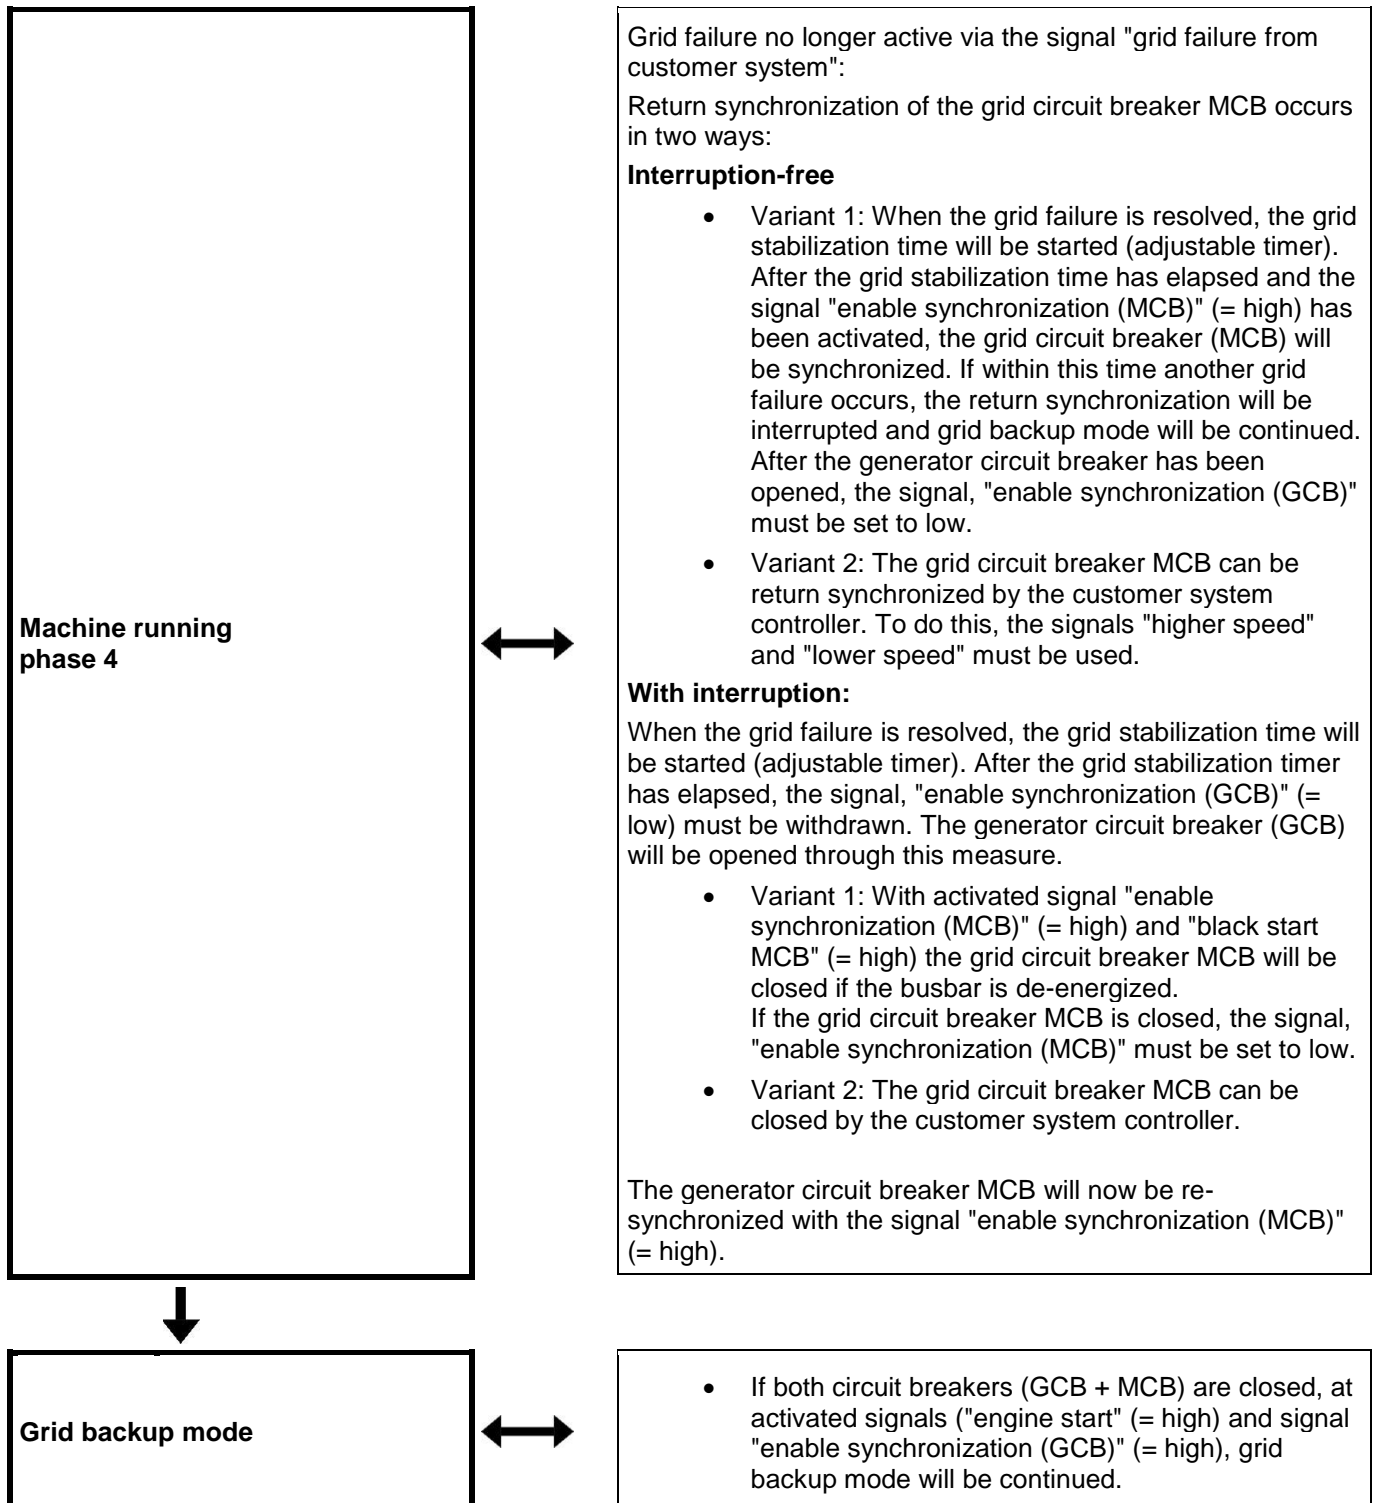 Grid failure no longer active via the signal "grid failure from
customer system":
Return synchronization of the grid circuit breaker MCB occurs
in two ways:
Interruption-free
• Variant 1: When the grid failure is resolved, the grid
stabilization time will be started (adjustable timer).
After the grid stabilization time has elapsed and the
signal "enable synchronization (MCB)" (= high) has
been activated, the grid circuit breaker (MCB) will
be synchronized. If within this time another grid
failure occurs, the return synchronization will be
interrupted and grid backup mode will be continued.
After the generator circuit breaker has been
opened, the signal, "enable synchronization (GCB)"
must be set to low.
• Variant 2: The grid circuit breaker MCB can be
return synchronized by the customer system
controller. To do this, the signals "higher speed"
and "lower speed" must be used.
Machine running
phase 4
With interruption:
When the grid failure is resolved, the grid stabilization time will
be started (adjustable timer). After the grid stabilization timer
has elapsed, the signal, "enable synchronization (GCB)" (=
low) must be withdrawn. The generator circuit breaker (GCB)
will be opened through this measure.
• Variant 1: With activated signal "enable
synchronization (MCB)" (= high) and "black start
MCB" (= high) the grid circuit breaker MCB will be
closed if the busbar is de-energized.
If the grid circuit breaker MCB is closed, the signal,
"enable synchronization (MCB)" must be set to low.
• Variant 2: The grid circuit breaker MCB can be
closed by the customer system controller.
The generator circuit breaker MCB will now be re-
synchronized with the signal "enable synchronization (MCB)"
(= high).
Grid backup mode
• If both circuit breakers (GCB + MCB) are closed, at
activated signals ("engine start" (= high) and signal
"enable synchronization (GCB)" (= high), grid
backup mode will be continued.